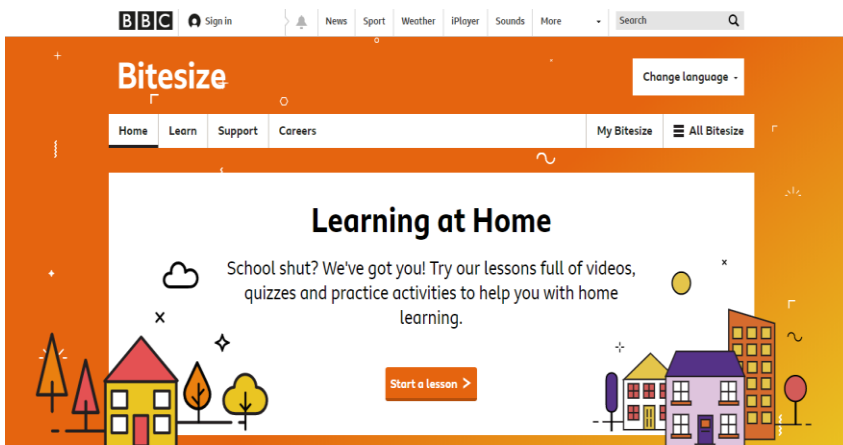 BBC Sign in News Sport Weather iPlayer Sounds More Search
Bitesize
Change language
Home Learn Support Careers My Bitesize All Bitesize
Learning at Home
School shut? We've got you! Try our lessons full of videos,
quizzes and practice activities to help you with home
learning.
Start a lesson